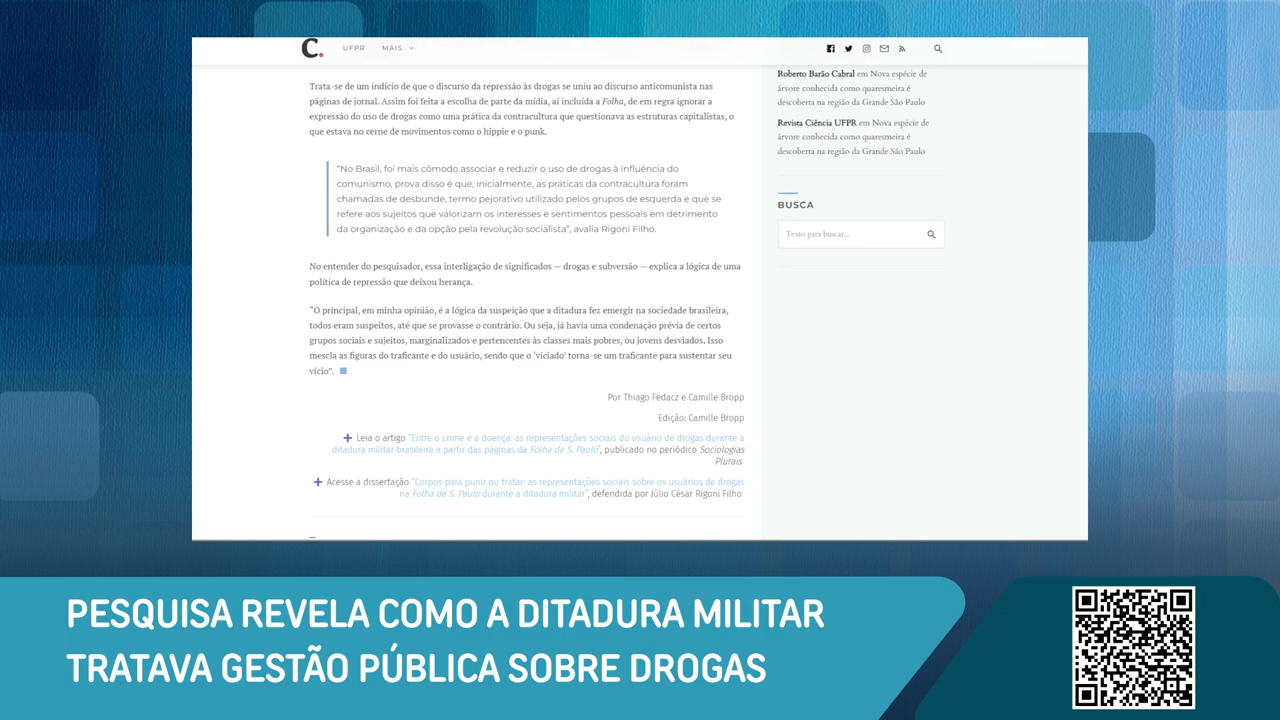 C.
UFPR
MAIS
Trata-se de um indício de que o discurso da repressão às drogas se uniu ao discurso anticomunista nas
páginas de jornal. Assim foi feita a escolha de parte da mídia, aí incluída a Folha, de em regra ignorar a
expressão do uso de drogas como uma prática da contracultura que questionava as estruturas capitalistas, o
que estava no cerne de movimentos como o hippie e o punk.
“No Brasil, foi mais cômodo associar e reduzir o uso de drogas à influência do
comunismo, prova disso é que, inicialmente, as práticas da contracultura foram
chamadas de desbunde, termo pejorativo utilizado pelos grupos de esquerda e que se
refere aos sujeitos que valorizam os interesses e sentimentos pessoais em detrimento
da organização e da opção pela revolução socialista”, avalia Rigoni Filho.
No entender do pesquisador, essa interligação de significados — drogas e subversão — explica a lógica de uma
política de repressão que deixou herança.
“O principal, em minha opinião, é a lógica da suspeição que a ditadura fez emergir na sociedade brasileira,
todos eram suspeitos, até que se provasse o contrário. Ou seja, já havia uma condenação prévia de certos
grupos sociais e sujeitos, marginalizados e pertencentes às classes mais pobres, ou jovens desviados. Isso
mescla as figuras do traficante e do usuário, sendo que o ‘viciado’ torna-se um traficante para sustentar seu
vício”.
Por Thiago Fedacz e Camille Bropp
Edição: Camille Bropp
+ Leia o artigo “Entre o crime e a doença: as representações sociais do usuário de drogas durante a
ditadura militar brasileira a partir das páginas da Folha de S. Paulo”, publicado no periódico Sociologias
Plurais
+ Acesse a dissertação “Corpos para punir ou tratar: as representações sociais sobre os usuários de drogas
na Folha de S. Paulo durante a ditadura militar”, defendida por Júlio César Rigoni Filho
Roberto Barão Cabral em Nova espécie de
árvore conhecida como quaresmeira é
descoberta na região da Grande São Paulo
Revista Ciência UFPR em Nova espécie de
árvore conhecida como quaresmeira é
descoberta na região da Grande São Paulo
BUSCA
Texto para buscar...
PESQUISA REVELA COMO A DITADURA MILITAR
TRATAVA GESTÃO PÚBLICA SOBRE DROGAS